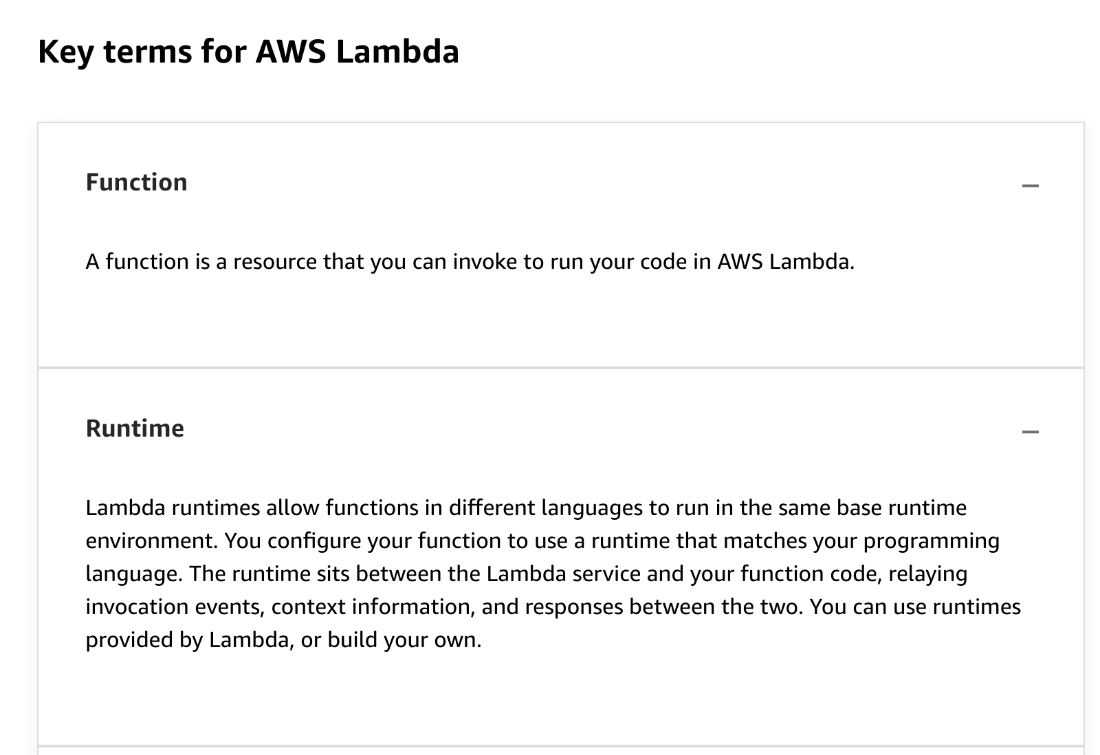 Key terms for AWS Lambda
Function
A function is a resource that you can invoke to run your code in AWS Lambda.
Runtime
Lambda runtimes allow functions in different languages to run in the same base runtime
environment. You configure your function to use a runtime that matches your programming
language. The runtime sits between the Lambda service and your function code, relaying
invocation events, context information, and responses between the two. You can use runtimes
provided by Lambda, or build your own.